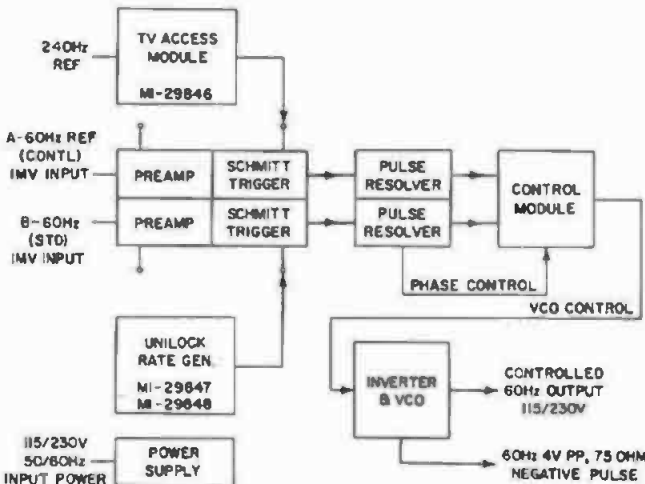 240Hz
REF
TV ACCESS
MODULE
MI-29846
A-60Hz REF
(CONTL)
IMV INPUT
PREAMP
SCHMITT
TRIGGER
PULSE
RESOLVER
CONTROL
MODULE
B-60Hz
(STD)
IMV INPUT
PREAMP
SCHMITT
TRIGGER
PULSE
RESOLVER
PHASE CONTROL
VCO CONTROL
UNILOCK
RATE GEN.
MI-29847
MI-29848
INVERTER
& VCO
CONTROLLED
60Hz OUTPUT
115/230V
115/230V
50/60Hz
INPUT POWER
POWER
SUPPLY
60Hz 4V PP, 75 OHM
NEGATIVE PULSE